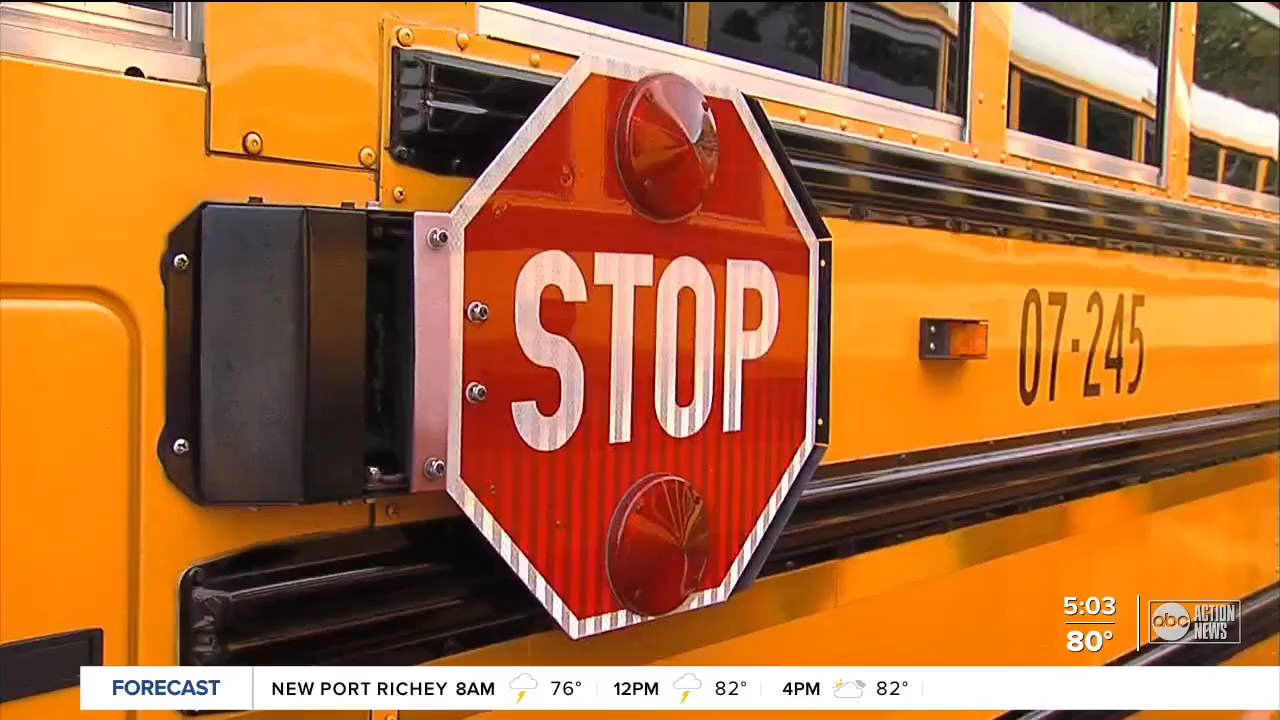 STOP
07-245
5:03
80°
abc ACTION NEWS
FORECAST NEW PORT RICHEY 8AM 76° 12PM 82° 4PM 82°